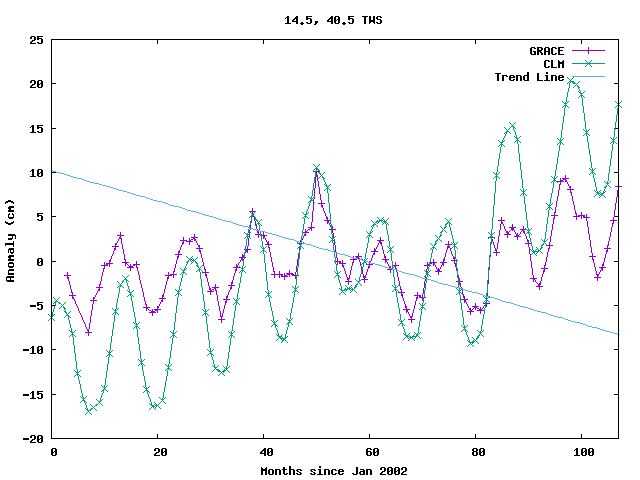 14.5, 40.5 TWS
GRACE
CLM
Trend Line
25
20
15
10
5
0
-5
-10
-15
-20
Anomaly (cm)
0 20 40 60 80 100
Months since Jan 2002